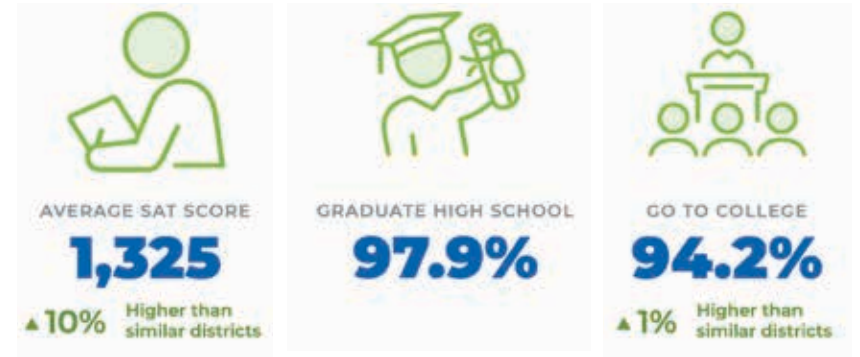 AVERAGE SAT SCORE
1,325
▲10% Higher than
similar districts
GRADUATE HIGH SCHOOL
97.9%
GO TO COLLEGE
94.2%
▲1% Higher than
similar districts